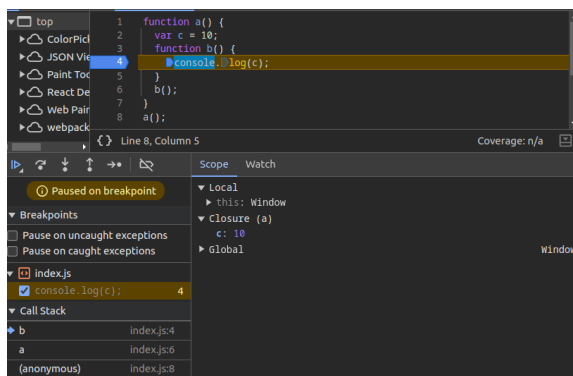 top
ColorPick
JSON Vie
Paint Too
React De
Web Pain
webpack
1 function a() {
2 var c = 10;
3 function b() {
4 console.log(c);
5 }
6 b();
7 }
8 a();
{} Line 8, Column 5 Coverage: n/a
Paused on breakpoint
Breakpoints
Pause on uncaught exceptions
Pause on caught exceptions
index.js
console.log(c); 4
Call Stack
b index.js:4
a index.js:6
(anonymous) index.js:8
Scope Watch
Local
this: Window
Closure (a)
c: 10
Global Window